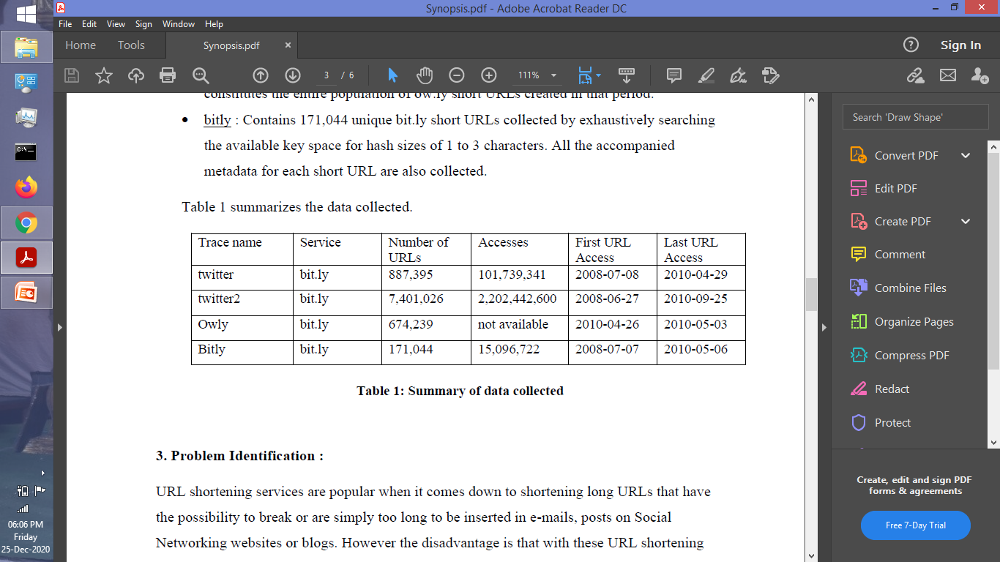 Synopsis.pdf - Adobe Acrobat Reader DC
File Edit View Sign Window Help
Home Tools Synopsis.pdf × ? Sign In
3 / 6 111%
constitutes the entire population of ow.ly short URLs created in that period.
• bitly : Contains 171,044 unique bit.ly short URLs collected by exhaustively searching
the available key space for hash sizes of 1 to 3 characters. All the accompanied
metadata for each short URL are also collected.
Table 1 summarizes the data collected.
Trace name Service Number of URLs Accesses First URL Access Last URL Access
twitter bit.ly 887,395 101,739,341 2008-07-08 2010-04-29
twitter2 bit.ly 7,401,026 2,202,442,600 2008-06-27 2010-09-25
Owly bit.ly 674,239 not available 2010-04-26 2010-05-03
Bitly bit.ly 171,044 15,096,722 2008-07-07 2010-05-06
Table 1: Summary of data collected
3. Problem Identification :
URL shortening services are popular when it comes down to shortening long URLs that have
the possibility to break or are simply too long to be inserted in e-mails, posts on Social
Networking websites or blogs. However the disadvantage is that with these URL shortening
Search 'Draw Shape'
Convert PDF
Edit PDF
Create PDF
Comment
Combine Files
Organize Pages
Compress PDF
Redact
Protect
Create, edit and sign PDF
forms & agreements
Free 7-Day Trial
C:\
06:06 PM
Friday
25-Dec-2020